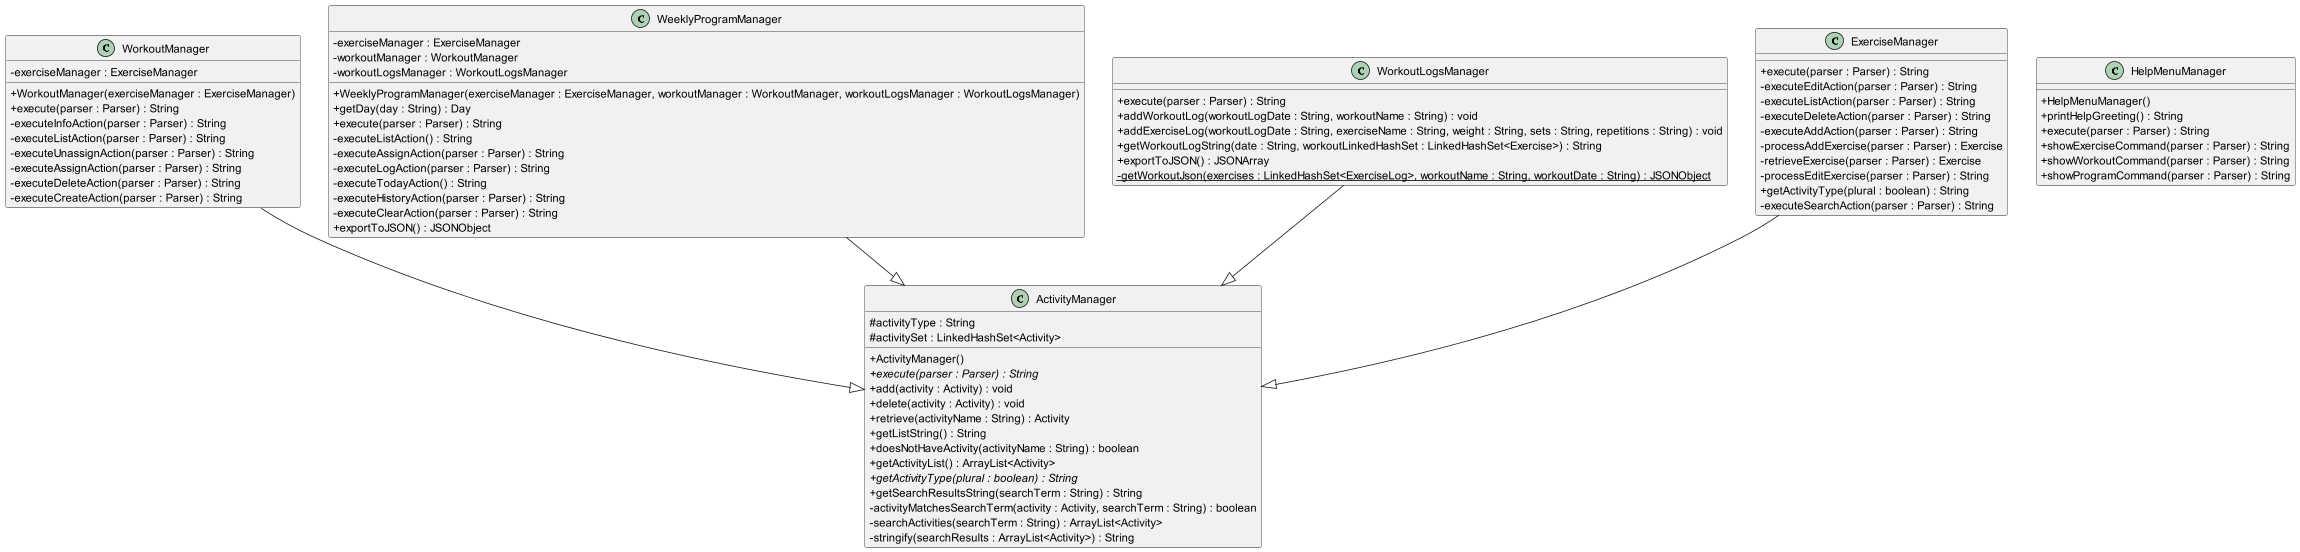 C WorkoutManager
-exerciseManager : ExerciseManager
+WorkoutManager(exerciseManager : ExerciseManager)
+execute(parser : Parser) : String
-executeInfoAction(parser : Parser) : String
-executeListAction(parser : Parser) : String
-executeUnassignAction(parser : Parser) : String
-executeAssignAction(parser : Parser) : String
-executeDeleteAction(parser : Parser) : String
-executeCreateAction(parser : Parser) : String
C WeeklyProgramManager
-exerciseManager : ExerciseManager
-workoutManager : WorkoutManager
-workoutLogsManager : WorkoutLogsManager
+WeeklyProgramManager(exerciseManager : ExerciseManager, workoutManager : WorkoutManager, workoutLogsManager : WorkoutLogsManager)
+getDay(day : String) : Day
+execute(parser : Parser) : String
-executeListAction() : String
-executeAssignAction(parser : Parser) : String
-executeLogAction(parser : Parser) : String
-executeTodayAction() : String
-executeHistoryAction(parser : Parser) : String
-executeClearAction(parser : Parser) : String
+exportToJSON() : JSONObject
C WorkoutLogsManager
+execute(parser : Parser) : String
+addWorkoutLog(workoutLogDate : String, workoutName : String) : void
+addExerciseLog(workoutLogDate : String, exerciseName : String, weight : String, sets : String, repetitions : String) : void
+getWorkoutLogString(date : String, workoutLinkedHashSet : LinkedHashSet<Exercise>) : String
+exportToJSON() : JSONArray
-getWorkoutJson(exercises : LinkedHashSet<ExerciseLog>, workoutName : String, workoutDate : String) : JSONObject
C ExerciseManager
+execute(parser : Parser) : String
-executeEditAction(parser : Parser) : String
-executeListAction(parser : Parser) : String
-executeDeleteAction(parser : Parser) : String
-executeAddAction(parser : Parser) : String
-processAddExercise(parser : Parser) : Exercise
-retrieveExercise(parser : Parser) : Exercise
-processEditExercise(parser : Parser) : String
+getActivityType(plural : boolean) : String
-executeSearchAction(parser : Parser) : String
C HelpMenuManager
+HelpMenuManager()
+printHelpGreeting() : String
+execute(parser : Parser) : String
+showExerciseCommand(parser : Parser) : String
+showWorkoutCommand(parser : Parser) : String
+showProgramCommand(parser : Parser) : String
C ActivityManager
#activityType : String
#activitySet : LinkedHashSet<Activity>
+ActivityManager()
+execute(parser : Parser) : String
+add(activity : Activity) : void
+delete(activity : Activity) : void
+retrieve(activityName : String) : Activity
+getListString() : String
+doesNotHaveActivity(activityName : String) : boolean
+getActivityList() : ArrayList<Activity>
+getActivityType(plural : boolean) : String
+getSearchResultsString(searchTerm : String) : String
-activityMatchesSearchTerm(activity : Activity, searchTerm : String) : boolean
-searchActivities(searchTerm : String) : ArrayList<Activity>
-stringify(searchResults : ArrayList<Activity>) : String